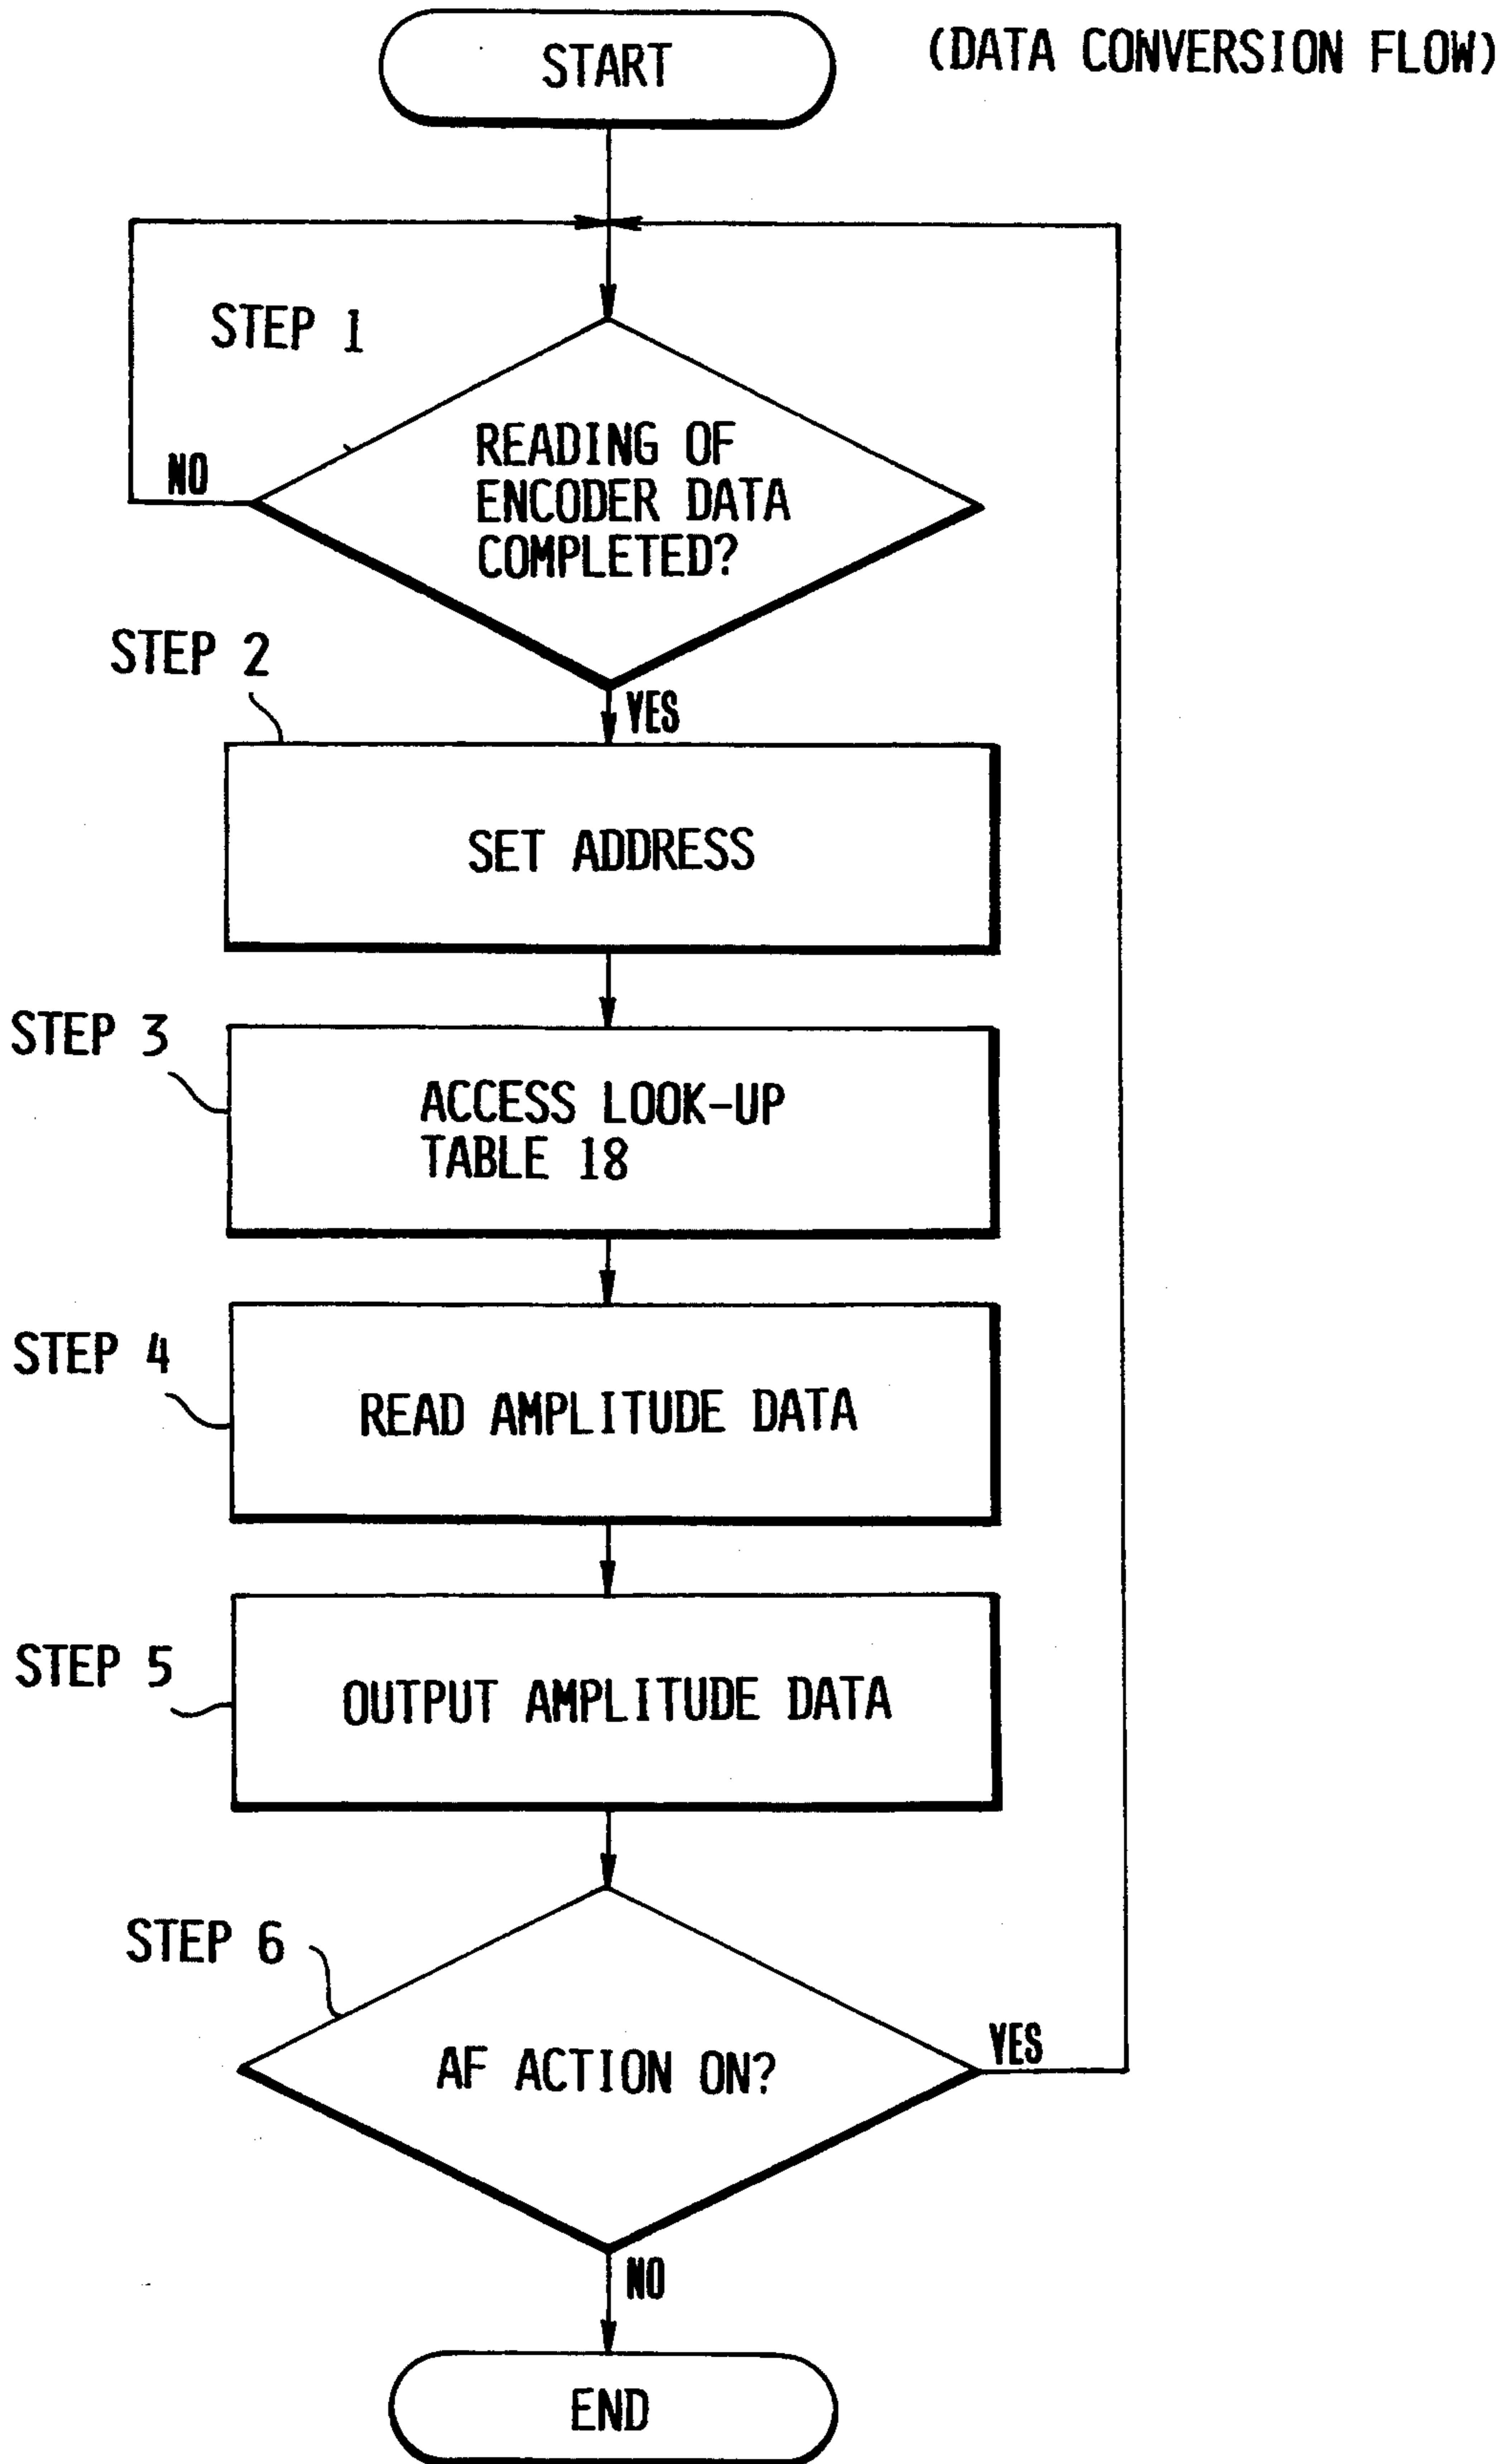 START
(DATA CONVERSION FLOW)
STEP 1
READING OF
ENCODER DATA
COMPLETED?
NO
YES
STEP 2
SET ADDRESS
STEP 3
ACCESS LOOK-UP
TABLE 18
STEP 4
READ AMPLITUDE DATA
STEP 5
OUTPUT AMPLITUDE DATA
STEP 6
AF ACTION ON?
YES
NO
END